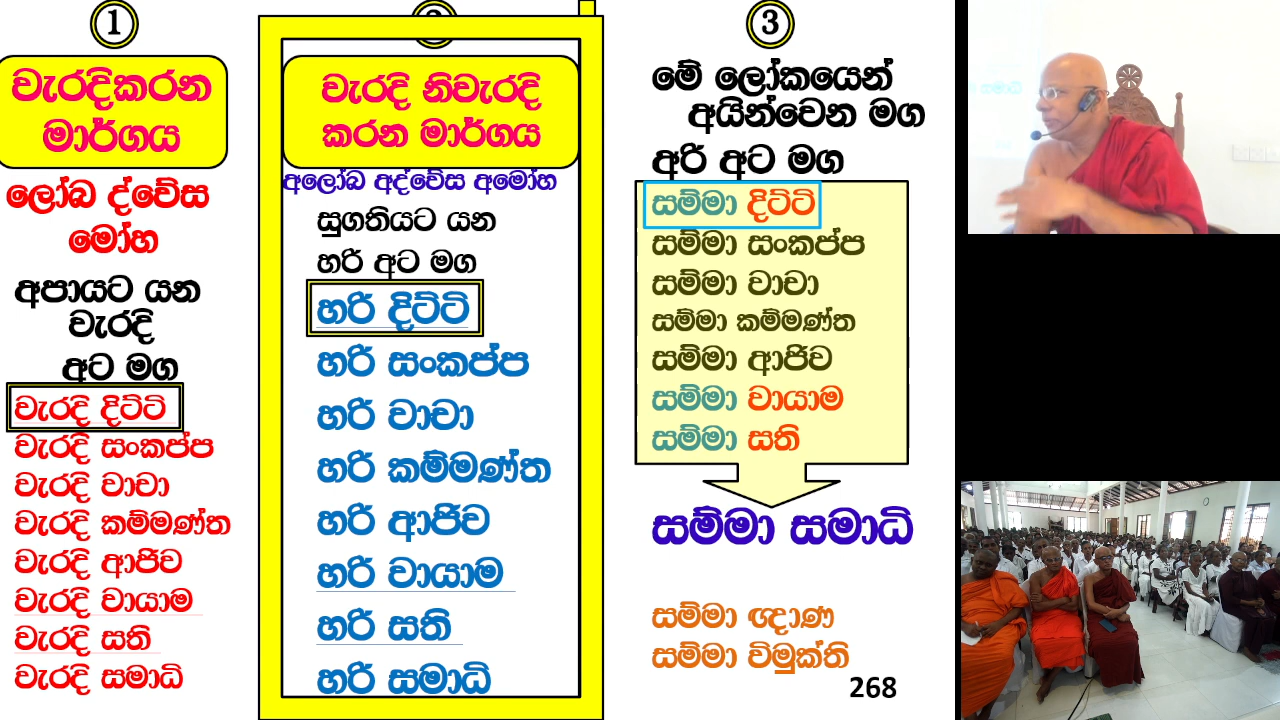 1
වැරදිකරන
මාර්ගය
ලෝබ ද්වේස
මෝහ
අපායට යන
වැරදි
අට මග
වැරදි දිට්ටි
වැරදි සංකප්ප
වැරදි වාචා
වැරදි කම්මණ්ත
වැරදි ආජිව
වැරදි වායාම
වැරදි සති
වැරදි සමාධි
වැරදි නිවැරදි
කරන මාර්ගය
අලෝබ අද්වේස අමෝහ
සුගතියට යන
හරි අට මග
හරි දිට්ටි
හරි සංකප්ප
හරි වාචා
හරි කම්මණ්ත
හරි ආජිව
හරි වායාම
හරි සති
හරි සමාධි
3
මේ ලෝකයෙන්
අයින්වෙන මග
අරි අට මග
සම්මා දිට්ටි
සම්මා සංකප්ප
සම්මා වාචා
සම්මා කම්මණ්ත
සම්මා ආජිව
සම්මා වායාම
සම්මා සති
සම්මා සමාධි
සම්මා ඥාණ
සම්මා විමුක්ති
268